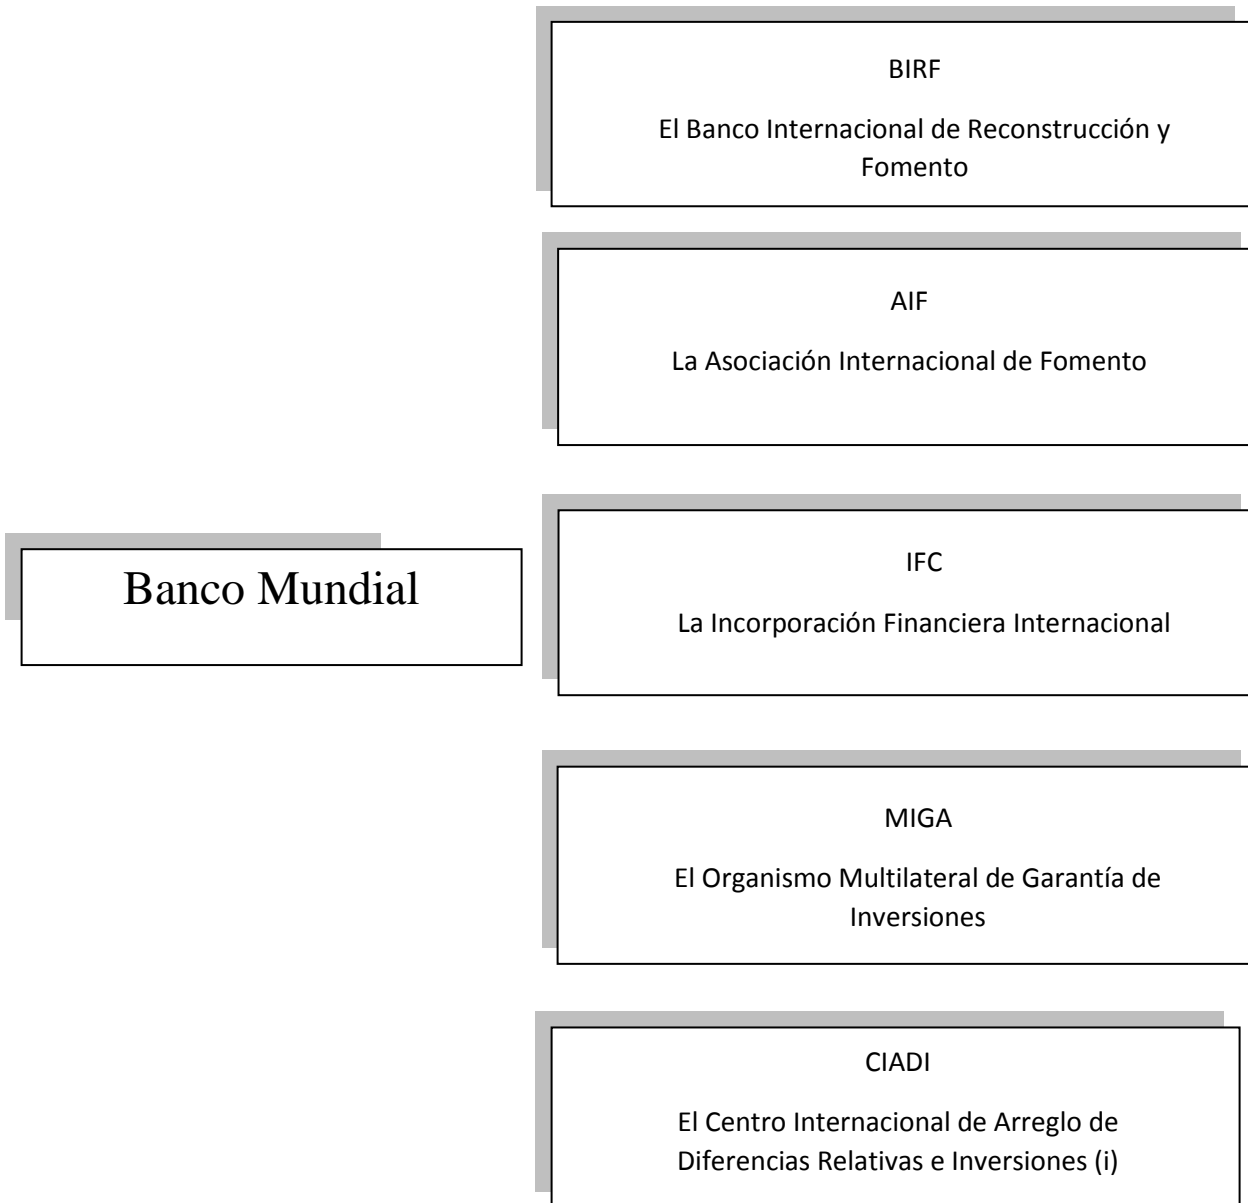 BIRF
El Banco Internacional de Reconstrucción y
Fomento
AIF
La Asociación Internacional de Fomento
Banco Mundial
IFC
La Incorporación Financiera Internacional
MIGA
El Organismo Multilateral de Garantía de
Inversiones
CIADI
El Centro Internacional de Arreglo de
Diferencias Relativas e Inversiones (i)